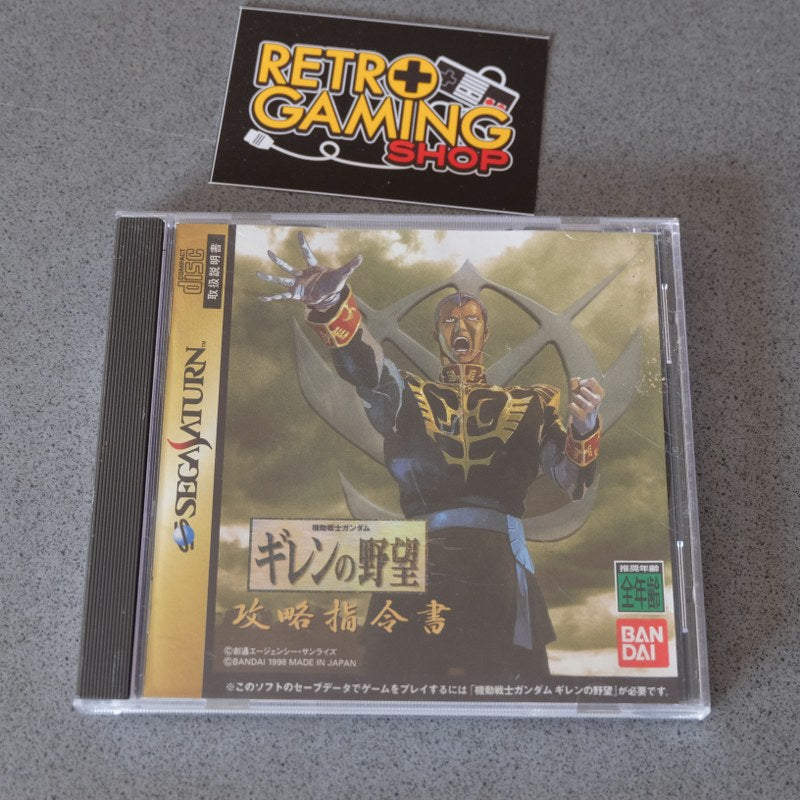 RETRO
GAMING
SHOP
COMPACT
disc
取扱説明書
SEGA SATURN™
機動戦士ガンダム
ギレンの野望
攻略指令書
推奨年齢
全年齢
BAN
DAI
©創通エージェンシー・サンライズ
©BANDAI 1998 MADE IN JAPAN
※このソフトのセーブデータでゲームをプレイするには「機動戦士ガンダム ギレンの野望」が必要です。